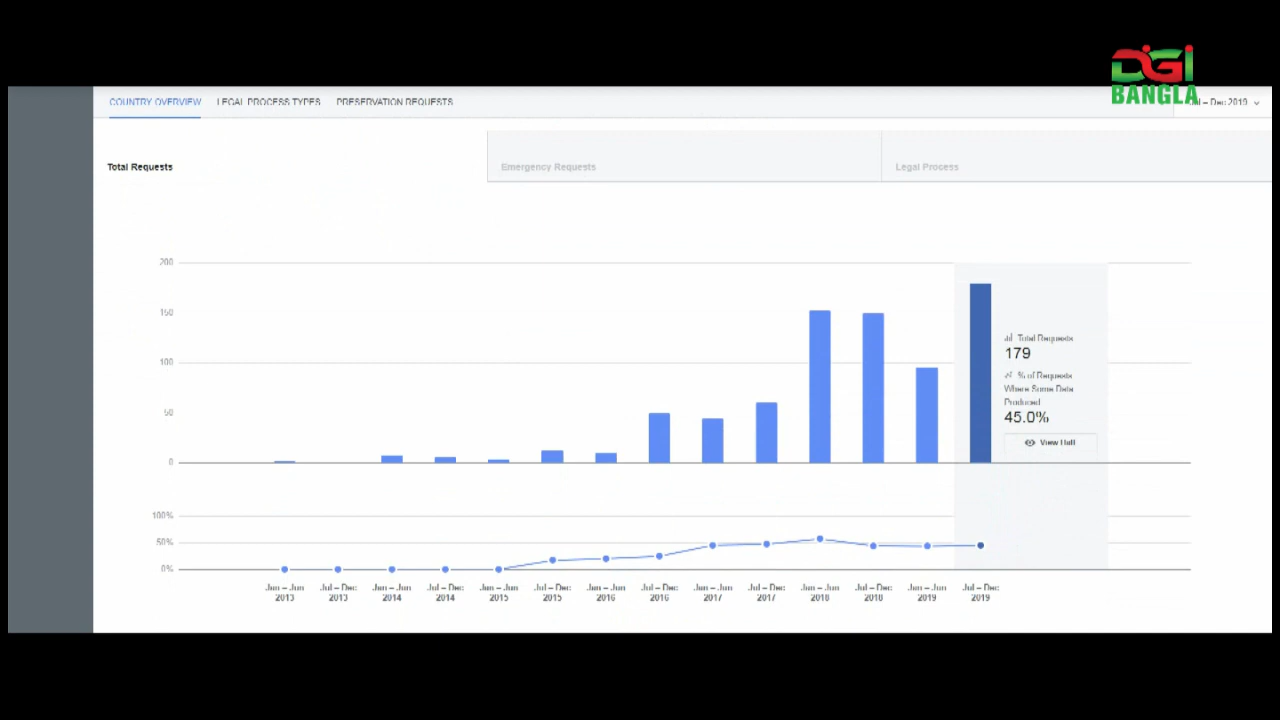 DIGI
BANGLA
COUNTRY OVERVIEW LEGAL PROCESS TYPES PRESERVATION REQUESTS
Jul – Dec 2019
Total Requests
Emergency Requests
Legal Process
200
150
100
50
0
Total Requests
179
% of Requests
Where Some Data
Produced
45.0%
View
100%
50%
0%
Jan – Jun 2013
Jul – Dec 2013
Jan – Jun 2014
Jul – Dec 2014
Jan – Jun 2015
Jul – Dec 2015
Jan – Jun 2016
Jul – Dec 2016
Jan – Jun 2017
Jul – Dec 2017
Jan – Jun 2018
Jul – Dec 2018
Jan – Jun 2019
Jul – Dec 2019